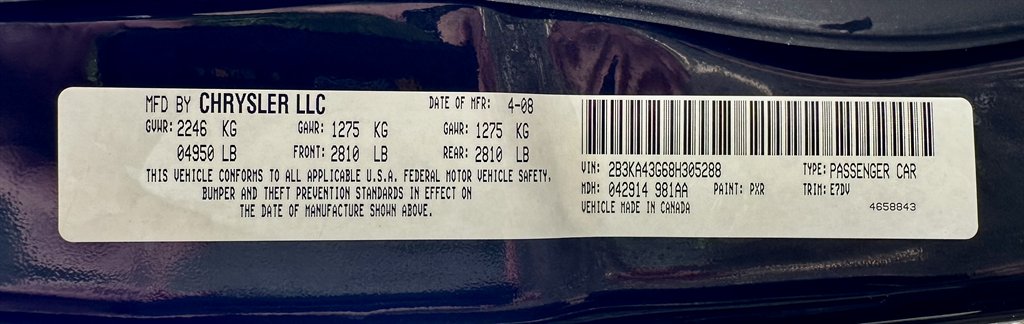 MFD BY CHRYSLER LLC DATE OF MFR: 4-08
GVWR: 2246 KG GAWR: 1275 KG GAWR: 1275 KG
04950 LB FRONT: 2810 LB REAR: 2810 LB
THIS VEHICLE CONFORMS TO ALL APPLICABLE U.S.A. FEDERAL MOTOR VEHICLE SAFETY,
BUMPER AND THEFT PREVENTION STANDARDS IN EFFECT ON
THE DATE OF MANUFACTURE SHOWN ABOVE.
VIN: 2B3KA43G68H305288 TYPE: PASSENGER CAR
MDH: 042914 981AA PAINT: PXR TRIM: E7DV
VEHICLE MADE IN CANADA 4658843